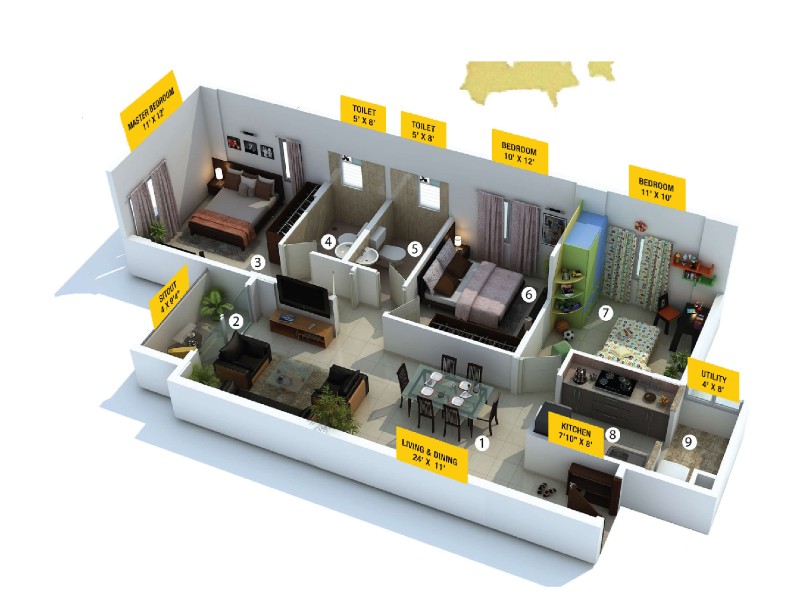 MASTER BEDROOM
11' X 12'
TOILET
5' X 8'
TOILET
5' X 8'
BEDROOM
10' X 12'
BEDROOM
11' X 10'
SITOUT
4 X 9'4"
4
5
3
6
2
7
UTILITY
4' X 8'
KITCHEN
7'10" X 8'
8
9
1
LIVING & DINING
24' X 11'